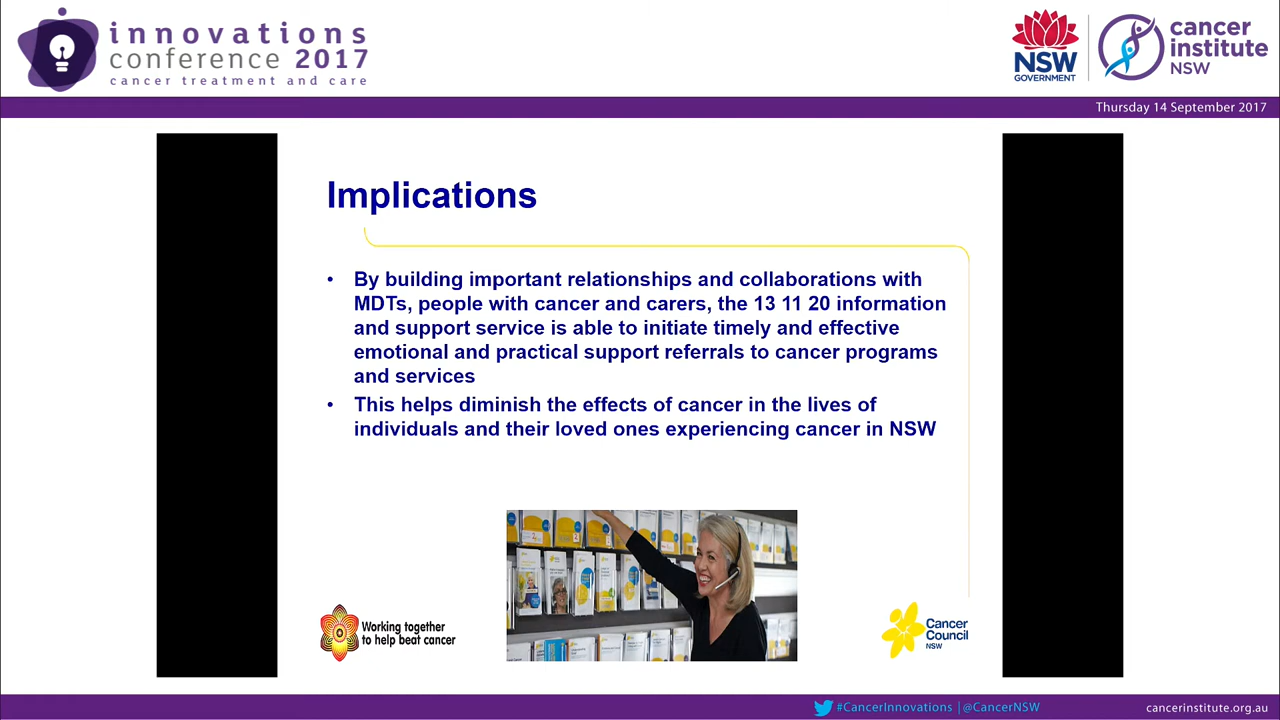 innovations
conference 2017
cancer treatment and care
NSW
GOVERNMENT
cancer
institute
NSW
Thursday 14 September 2017
Implications
• By building important relationships and collaborations with
MDTs, people with cancer and carers, the 13 11 20 information
and support service is able to initiate timely and effective
emotional and practical support referrals to cancer programs
and services
• This helps diminish the effects of cancer in the lives of
individuals and their loved ones experiencing cancer in NSW
Working together
to help beat cancer
Cancer
Council
NSW
#CancerInnovations | @CancerNSW
cancerinstitute.org.au